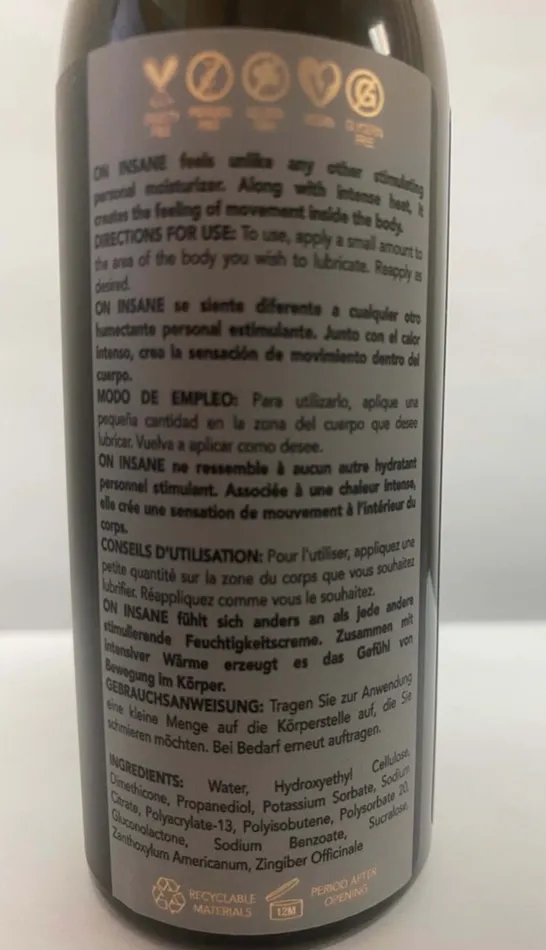 FREE
FREE
FREE
VEGAN
GLYCERIN
FREE
ON INSANE feels unlike any other stimulating
personal moisturizer. Along with intense heat, it
creates the feeling of movement inside the body.
DIRECTIONS FOR USE: To use, apply a small amount to
the area of the body you wish to lubricate. Reapply as
desired.
ON INSANE se siente diferente a cualquier otro
humectante personal estimulante. Junto con el calor
intenso, crea la sensación de movimiento dentro del
cuerpo.
MODO DE EMPLEO: Para utilizarlo, aplique una
pequeña cantidad en la zona del cuerpo que desee
lubricar. Vuelva a aplicar como desee.
ON INSANE ne ressemble à aucun autre hydratant
personnel stimulant. Associée à une chaleur intense,
elle crée une sensation de mouvement à l'intérieur du
corps.
CONSEILS D'UTILISATION: Pour l'utiliser, appliquez une
petite quantité sur la zone du corps que vous souhaitez
lubrifier. Réappliquez comme vous le souhaitez.
ON INSANE fühlt sich anders an als jede andere
stimulierende Feuchtigkeitscreme. Zusammen mit
intensiver Wärme erzeugt es das Gefühl von
Bewegung im Körper.
GEBRAUCHSANWEISUNG: Tragen Sie zur Anwendung
eine kleine Menge auf die Körperstelle auf, die Sie
schmieren möchten. Bei Bedarf erneut auftragen.
INGREDIENTS: Water, Hydroxyethyl Cellulose,
Dimethicone, Propanediol, Potassium Sorbate, Sodium
Citrate, Polyacrylate-13, Polyisobutene, Polysorbate 20,
Gluconolactone, Sodium Benzoate, Sucralose,
Zanthoxylum Americanum, Zingiber Officinale
RECYCLABLE
MATERIALS
12M
PERIOD AFTER
OPENING